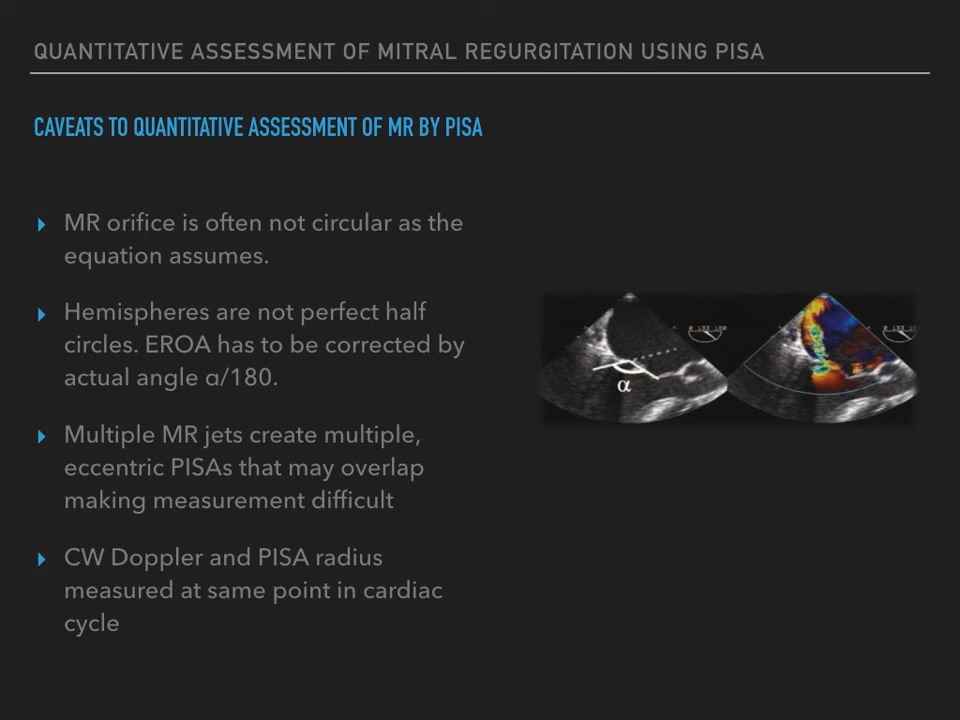 QUANTITATIVE ASSESSMENT OF MITRAL REGURGITATION USING PISA
CAVEATS TO QUANTITATIVE ASSESSMENT OF MR BY PISA
MR orifice is often not circular as the
equation assumes.
Hemispheres are not perfect half
circles. EROA has to be corrected by
actual angle α/180.
Multiple MR jets create multiple,
eccentric PISAs that may overlap
making measurement difficult
CW Doppler and PISA radius
measured at same point in cardiac
cycle
α